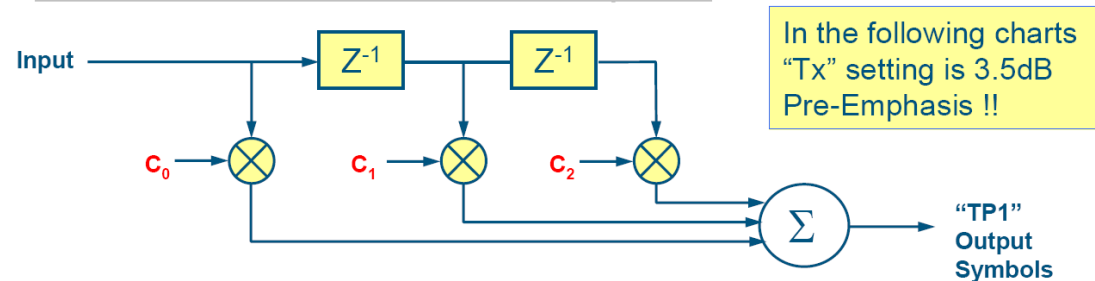 In the following charts
“Tx” setting is 3.5dB
Pre-Emphasis !!
Input
Z-1
Z-1
C0
C1
C2
Σ
“TP1”
Output
Symbols